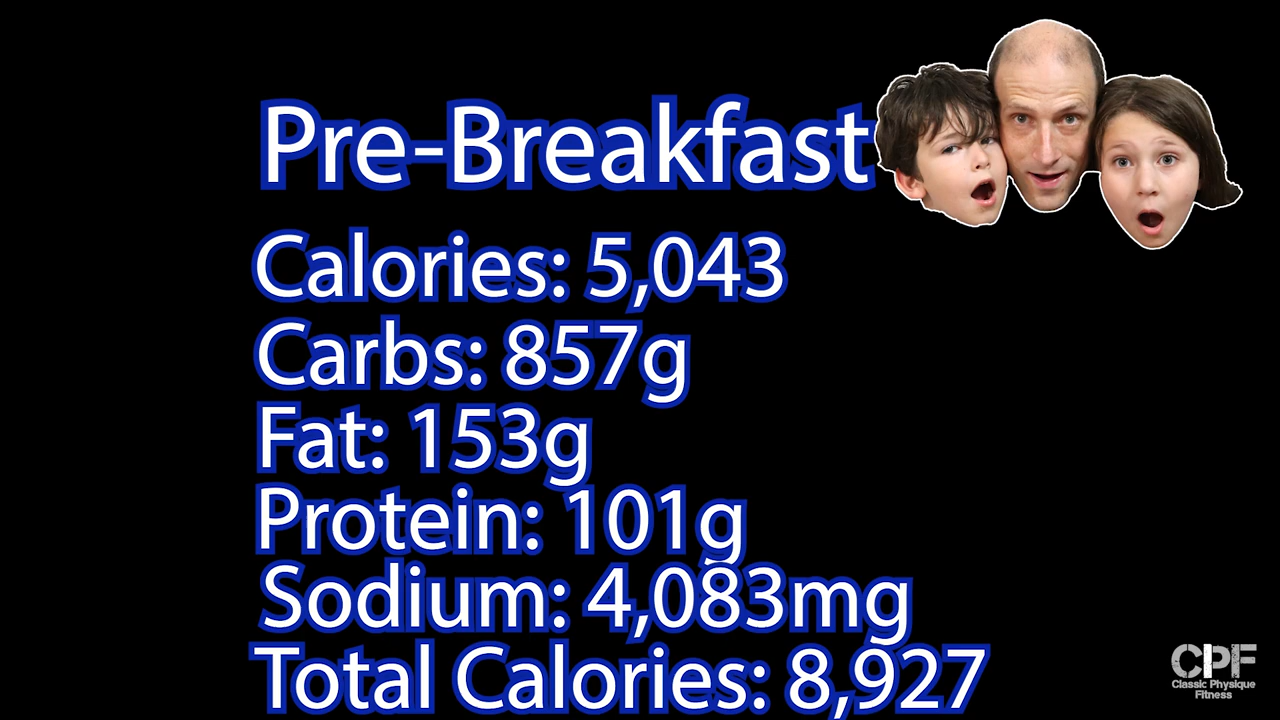 Pre-Breakfast
Calories: 5,043
Carbs: 857g
Fat: 153g
Protein: 101g
Sodium: 4,083mg
Total Calories: 8,927
CPF
Classic Physique
Fitness